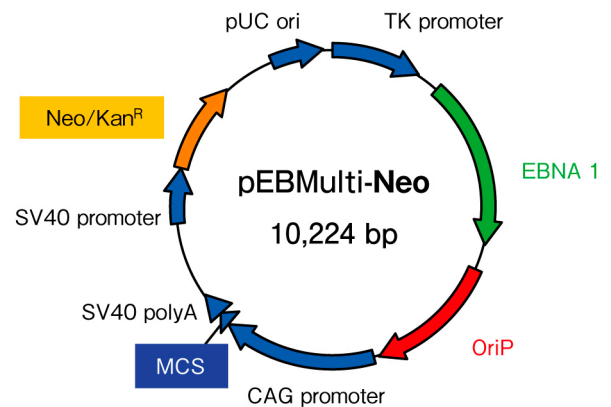 pUC ori
TK promoter
Neo/Kanᴿ
EBNA 1
pEBMulti-Neo
10,224 bp
SV40 promoter
SV40 polyA
MCS
OriP
CAG promoter